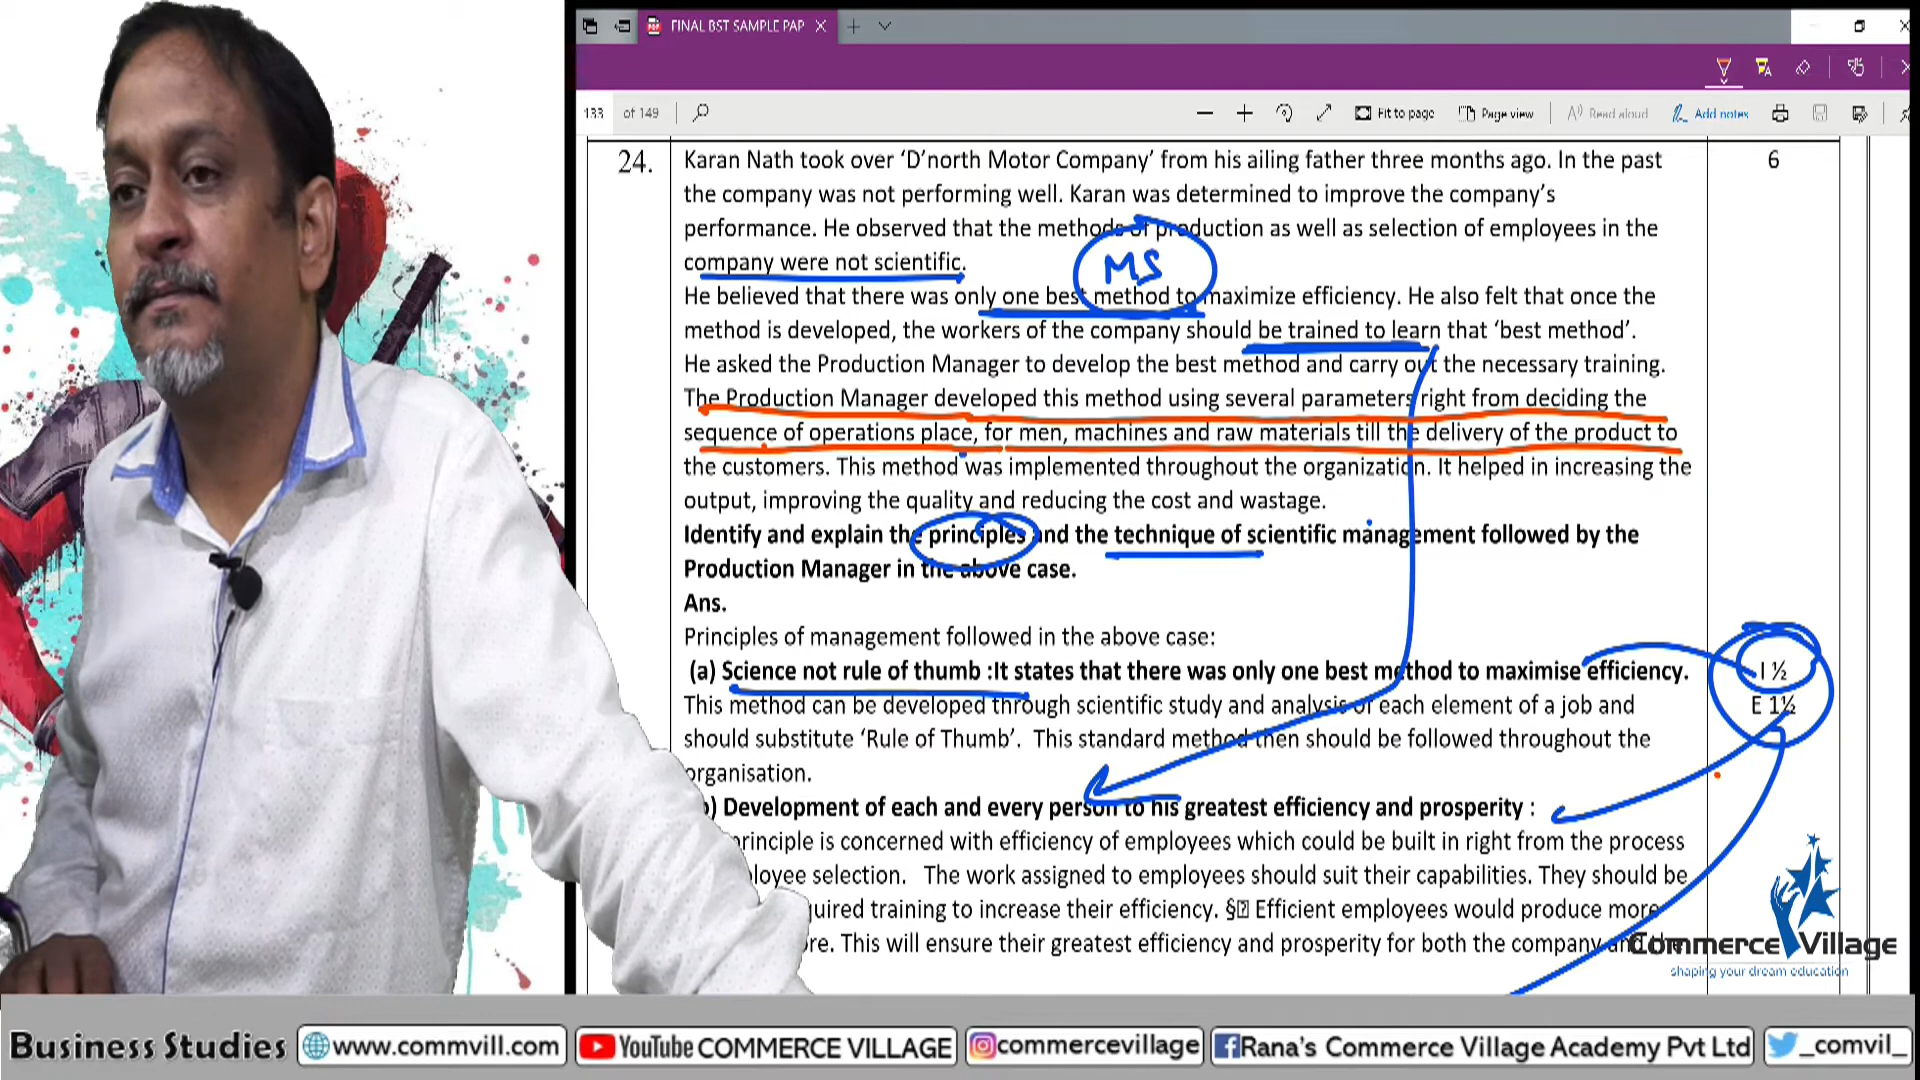 FINAL BST SAMPLE PAP
133 of 149
Fit to page
Page view
Read aloud
Add notes
24. Karan Nath took over ‘D’north Motor Company’ from his ailing father three months ago. In the 6
past the company was not performing well. Karan was determined to improve the company’s
performance. He observed that the methods of production as well as selection of employees in the
company were not scientific.
MS
He believed that there was only one best method to maximize efficiency. He also felt that once the
method is developed, the workers of the company should be trained to learn that ‘best method’.
He asked the Production Manager to develop the best method and carry out the necessary training.
The Production Manager developed this method using several parameters right from deciding the
sequence of operations place, for men, machines and raw materials till the delivery of the product to
the customers. This method was implemented throughout the organization. It helped in increasing the
output, improving the quality and reducing the cost and wastage.
Identify and explain the principles and the technique of scientific management followed by the
Production Manager in the above case.
Ans.
Principles of management followed in the above case:
(a) Science not rule of thumb :It states that there was only one best method to maximise efficiency. I ½
This method can be developed through scientific study and analysis of each element of a job and E 1½
should substitute ‘Rule of Thumb’. This standard method then should be followed throughout the
organisation.
) Development of each and every person to his greatest efficiency and prosperity :
principle is concerned with efficiency of employees which could be built in right from the process
selection. The work assigned to employees should suit their capabilities. They should be
training to increase their efficiency. § Efficient employees would produce more
This will ensure their greatest efficiency and prosperity for both the company
Commerce Village
shaping your dream education
Business Studies www.commvill.com YouTube COMMERCE VILLAGE commercevillage Rana's Commerce Village Academy Pvt Ltd _comvil_